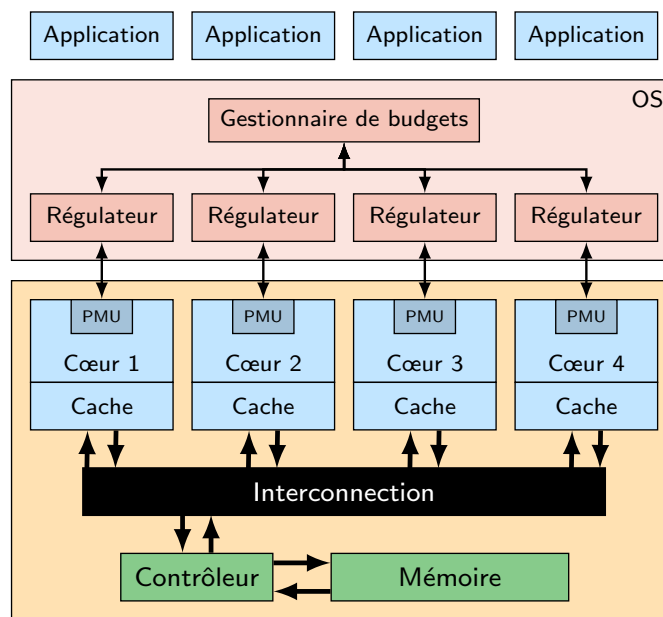 Application
Application
Application
Application
OS
Gestionnaire de budgets
Régulateur
Régulateur
Régulateur
Régulateur
PMU
PMU
PMU
PMU
Cœur 1
Cœur 2
Cœur 3
Cœur 4
Cache
Cache
Cache
Cache
Interconnection
Contrôleur
Mémoire